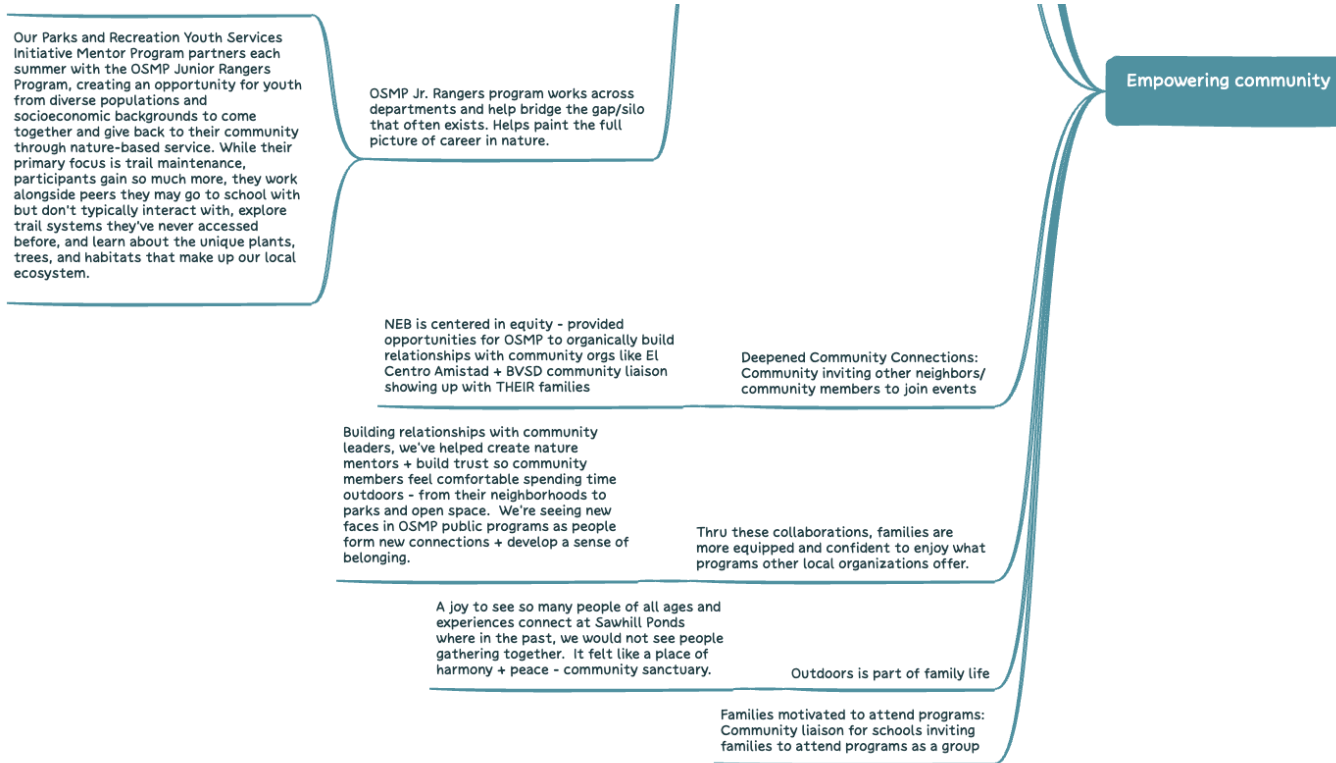 Our Parks and Recreation Youth Services
Initiative Mentor Program partners each
summer with the OSMP Junior Rangers
Program, creating an opportunity for youth
from diverse populations and
socioeconomic backgrounds to come
together and give back to their community
through nature-based service. While their
primary focus is trail maintenance,
participants gain so much more, they work
alongside peers they may go to school with
but don't typically interact with, explore
trail systems they've never accessed
before, and learn about the unique plants,
trees, and habitats that make up our local
ecosystem.
OSMP Jr. Rangers program works across
departments and help bridge the gap/silo
that often exists. Helps paint the full
picture of career in nature.
Empowering community
NEB is centered in equity - provided
opportunities for OSMP to organically build
relationships with community orgs like El
Centro Amistad + BVSD community liaison
showing up with THEIR families
Deepened Community Connections:
Community inviting other neighbors/
community members to join events
Building relationships with community
leaders, we've helped create nature
mentors + build trust so community
members feel comfortable spending time
outdoors - from their neighborhoods to
parks and open space. We're seeing new
faces in OSMP public programs as people
form new connections + develop a sense of
belonging.
Thru these collaborations, families are
more equipped and confident to enjoy what
programs other local organizations offer.
A joy to see so many people of all ages and
experiences connect at Sawhill Ponds
where in the past, we would not see people
gathering together. It felt like a place of
harmony + peace - community sanctuary.
Outdoors is part of family life
Families motivated to attend programs:
Community liaison for schools inviting
families to attend programs as a group